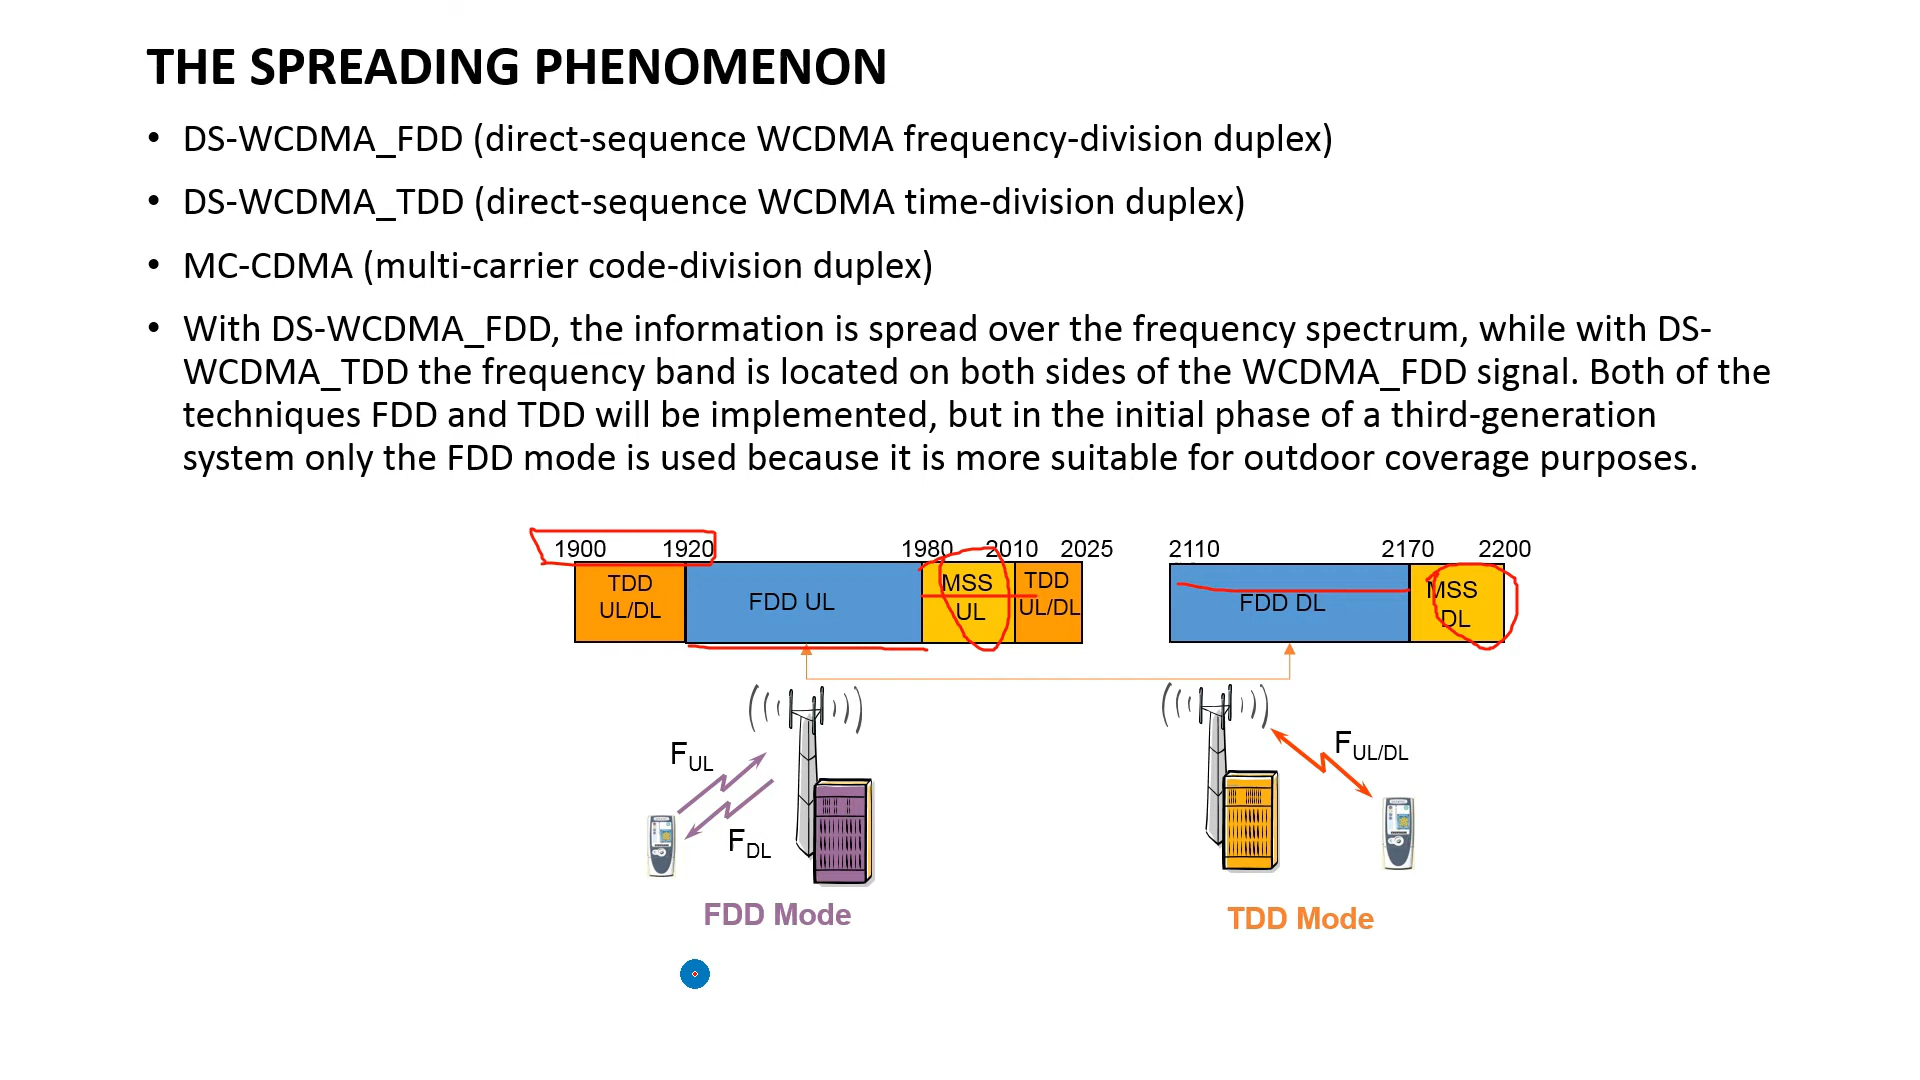 THE SPREADING PHENOMENON
• DS-WCDMA_FDD (direct-sequence WCDMA frequency-division duplex)
• DS-WCDMA_TDD (direct-sequence WCDMA time-division duplex)
• MC-CDMA (multi-carrier code-division duplex)
• With DS-WCDMA_FDD, the information is spread over the frequency spectrum, while with DS-
WCDMA_TDD the frequency band is located on both sides of the WCDMA_FDD signal. Both of the
techniques FDD and TDD will be implemented, but in the initial phase of a third-generation
system only the FDD mode is used because it is more suitable for outdoor coverage purposes.
1900 1920 1980 2010 2025 2110 2170 2200
TDD
UL/DL
FDD UL
MSS
UL
TDD
UL/DL
FDD DL
MSS
DL
FUL
FDL
FUL/DL
FDD Mode
TDD Mode